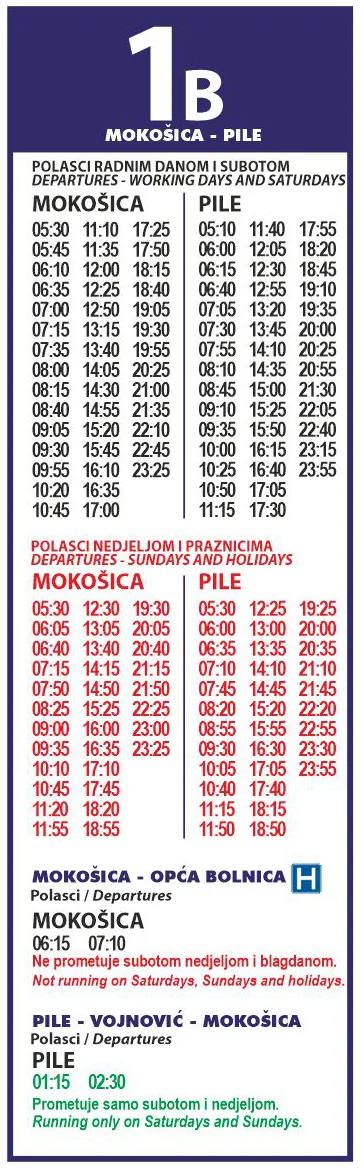 1B
MOKOŠICA - PILE
POLASCI RADNIM DANOM I SUBOTOM
DEPARTURES - WORKING DAYS AND SATURDAYS
MOKOŠICA PILE
05:30 11:10 17:25 05:10 11:40 17:55
05:45 11:35 17:50 06:00 12:05 18:20
06:10 12:00 18:15 06:15 12:30 18:45
06:35 12:25 18:40 06:40 12:55 19:10
07:00 12:50 19:05 07:05 13:20 19:35
07:15 13:15 19:30 07:30 13:45 20:00
07:35 13:40 19:55 07:55 14:10 20:25
08:00 14:05 20:25 08:10 14:35 20:55
08:15 14:30 21:00 08:45 15:00 21:30
08:40 14:55 21:35 09:10 15:25 22:05
09:05 15:20 22:10 09:35 15:50 22:40
09:30 15:45 22:45 10:00 16:15 23:15
09:55 16:10 23:25 10:25 16:40 23:55
10:20 16:35 10:50 17:05
10:45 17:00 11:15 17:30
POLASCI NEDJELJOM I PRAZNICIMA
DEPARTURES - SUNDAYS AND HOLIDAYS
MOKOŠICA PILE
05:30 12:30 19:30 05:30 12:25 19:25
06:05 13:05 20:05 06:00 13:00 20:00
06:40 13:40 20:40 06:35 13:35 20:35
07:15 14:15 21:15 07:10 14:10 21:10
07:50 14:50 21:50 07:45 14:45 21:45
08:25 15:25 22:25 08:20 15:20 22:20
09:00 16:00 23:00 08:55 15:55 22:55
09:35 16:35 23:25 09:30 16:30 23:30
10:10 17:10 10:05 17:05 23:55
10:45 17:45 10:40 17:40
11:20 18:20 11:15 18:15
11:55 18:55 11:50 18:50
MOKOŠICA - OPĆA BOLNICA H
Polasci / Departures
MOKOŠICA
06:15 07:10
Ne prometuje subotom nedjeljom i blagdanom.
Not running on Saturdays, Sundays and holidays.
PILE - VOJNOVIĆ - MOKOŠICA
Polasci / Departures
PILE
01:15 02:30
Prometuje samo subotom i nedjeljom.
Running only on Saturdays and Sundays.